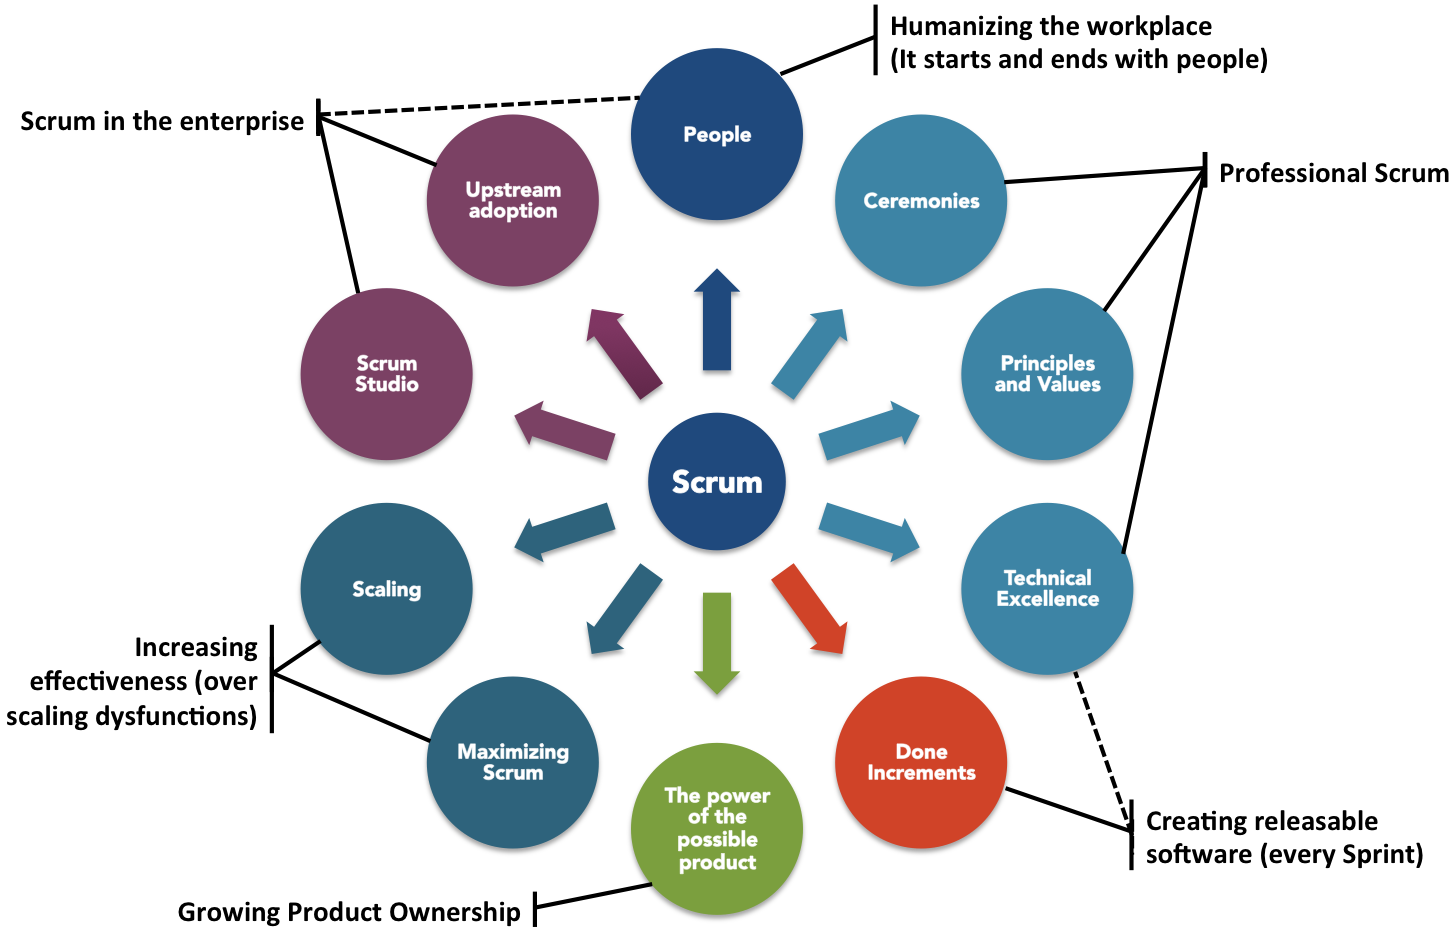 Humanizing the workplace
(It starts and ends with people)
Scrum in the enterprise
People
Professional Scrum
Upstream
adoption
Ceremonies
Scrum
Studio
Principles
and Values
Scrum
Scaling
Technical
Excellence
Increasing
effectiveness (over
scaling dysfunctions)
Maximizing
Scrum
Done
Increments
The power
of the
possible
product
Creating releasable
software (every Sprint)
Growing Product Ownership